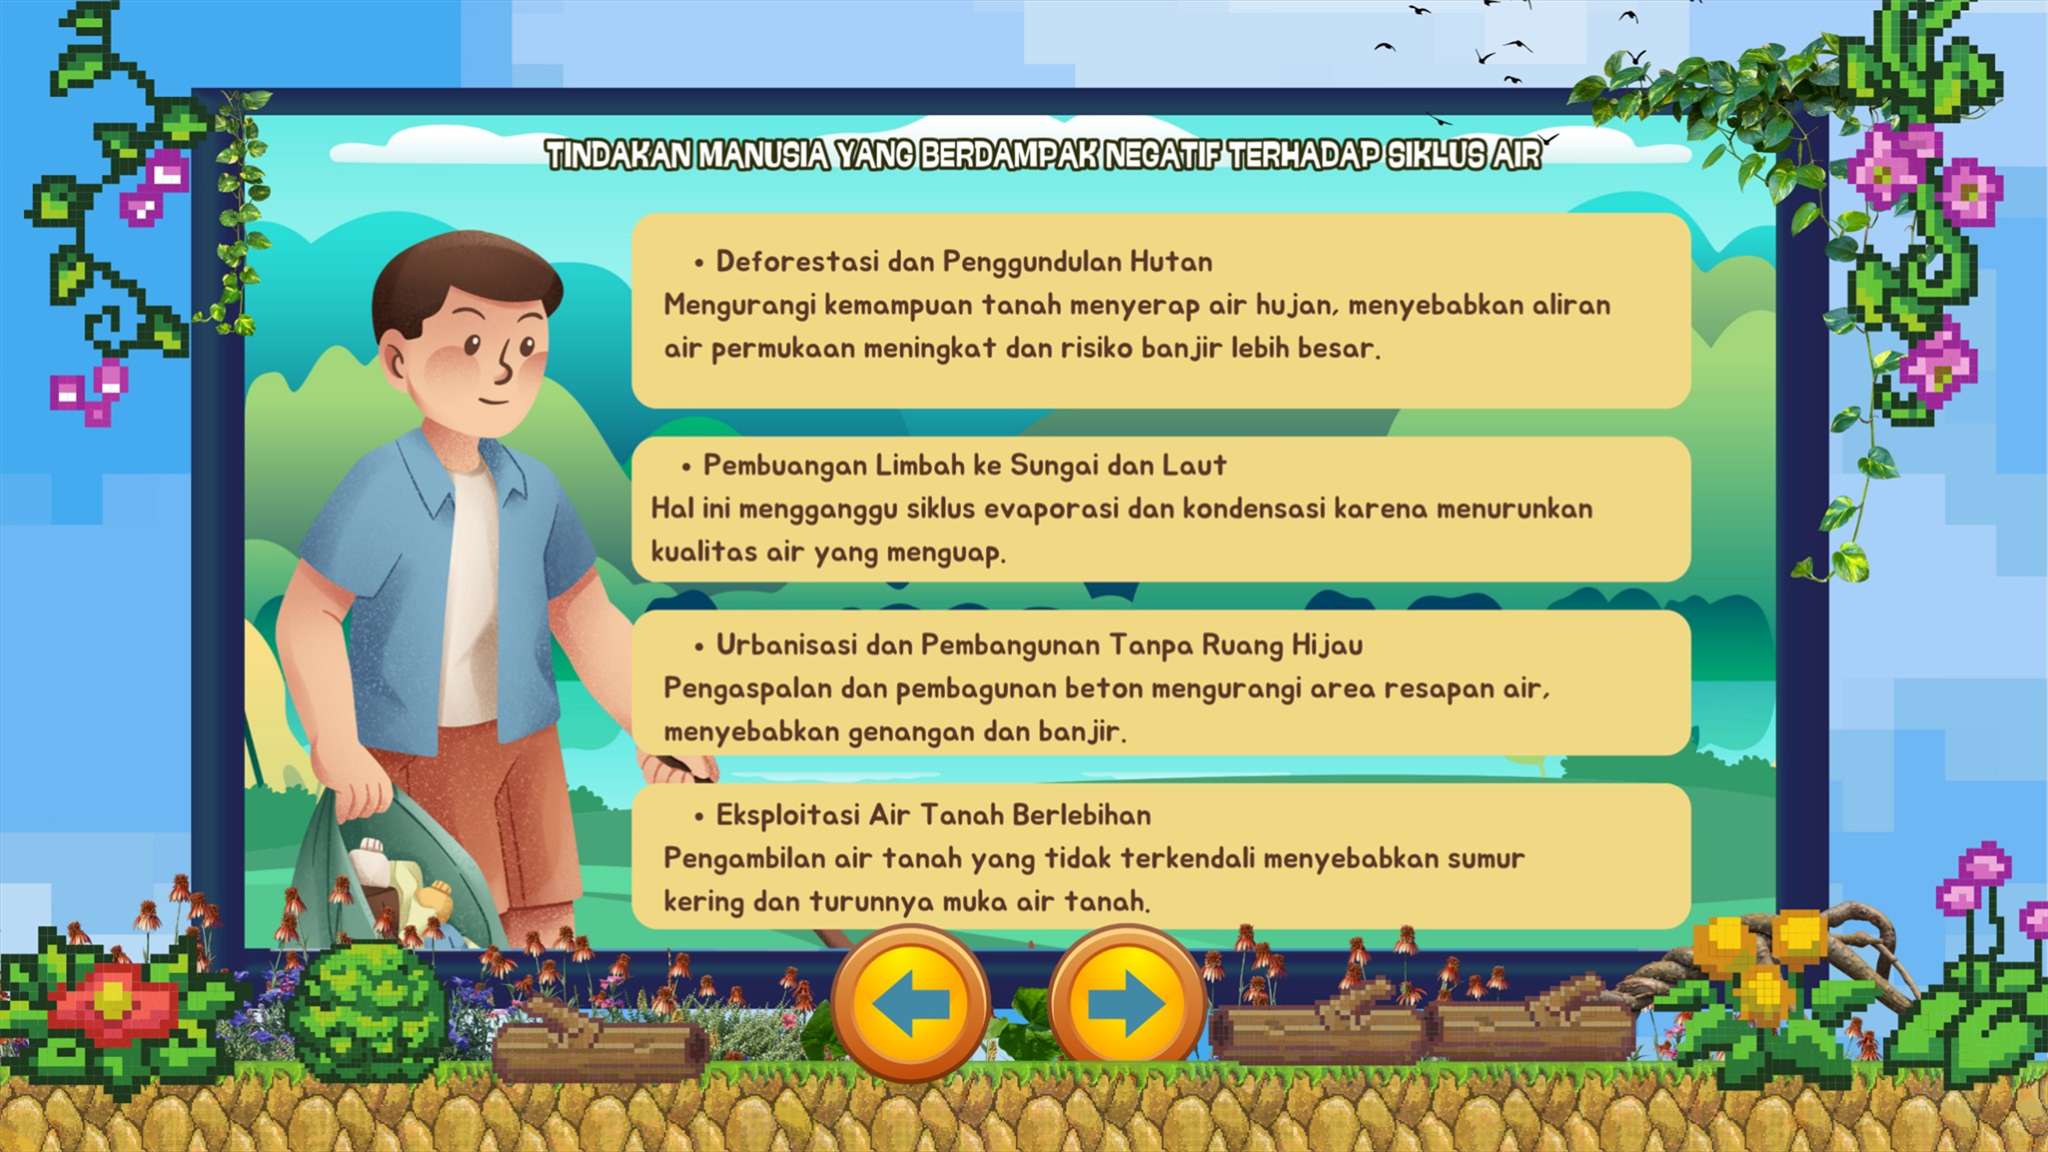 TINDAKAN MANUSIA YANG BERDAMPAK NEGATIF TERHADAP SIKLUS AIR
• Deforestasi dan Penggundulan Hutan
Mengurangi kemampuan tanah menyerap air hujan, menyebabkan aliran
air permukaan meningkat dan risiko banjir lebih besar.
• Pembuangan Limbah ke Sungai dan Laut
Hal ini mengganggu siklus evaporasi dan kondensasi karena menurunkan
kualitas air yang menguap.
• Urbanisasi dan Pembangunan Tanpa Ruang Hijau
Pengaspalan dan pembagunan beton mengurangi area resapan air,
menyebabkan genangan dan banjir.
• Eksploitasi Air Tanah Berlebihan
Pengambilan air tanah yang tidak terkendali menyebabkan sumur
kering dan turunnya muka air tanah.